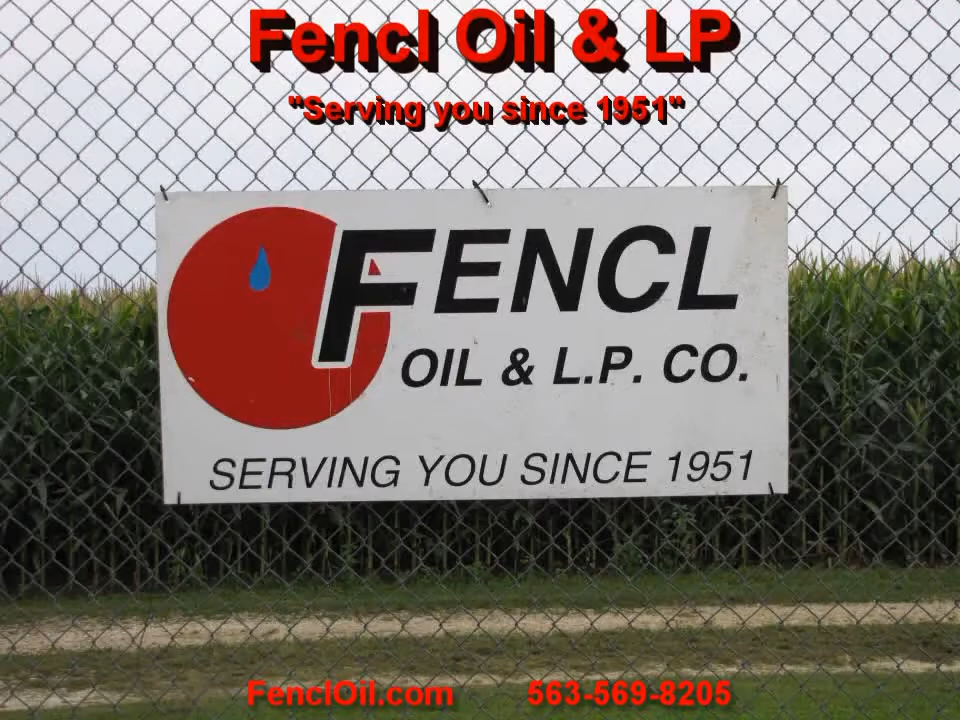 Fencl Oil & LP
"Serving you since 1951"
FENCL
OIL & L.P. CO.
SERVING YOU SINCE 1951
FenclOil.com 563-569-8205